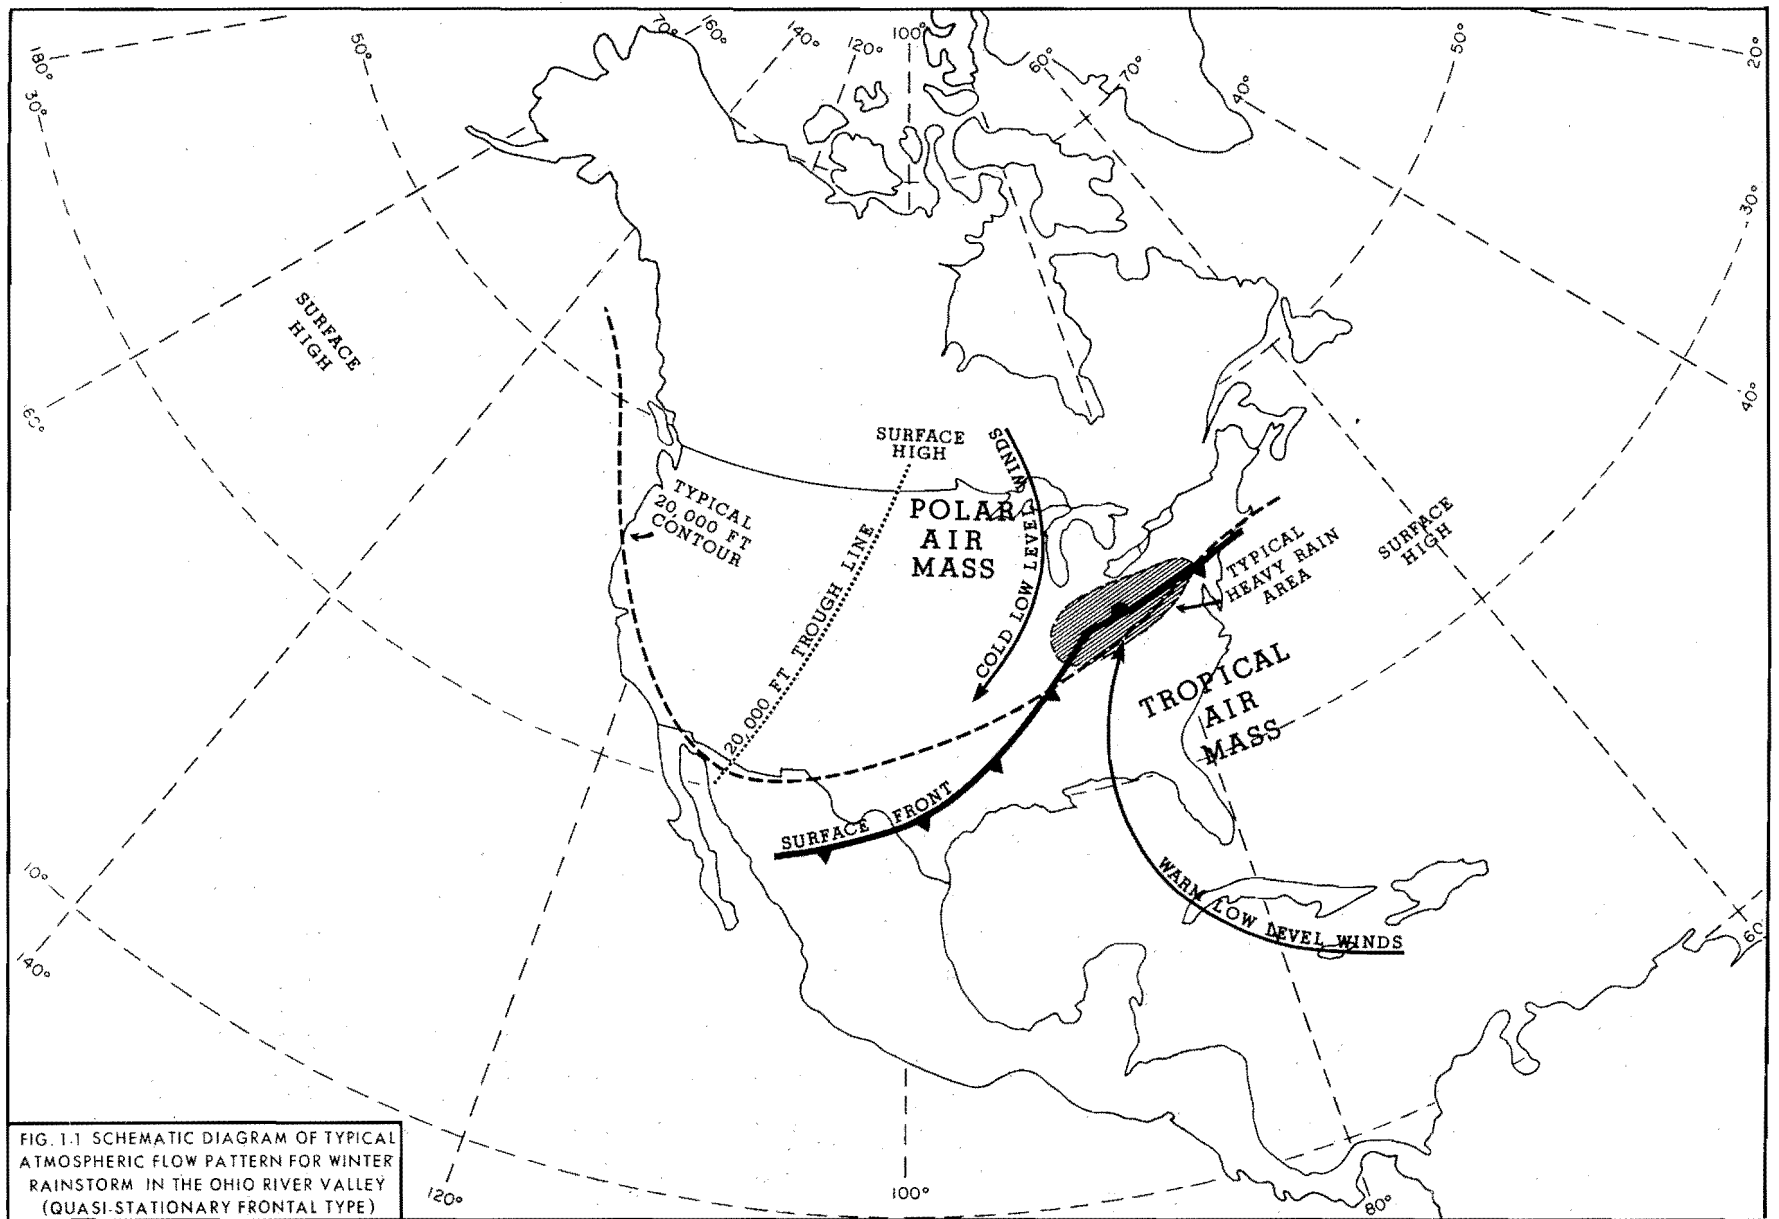 180°
30°
50°
70°
160°
140°
120°
100°
60°
70°
40°
50°
20°
30°
40°
SURFACE
HIGH
60°
SURFACE
HIGH
WINDS
COLD LOW LEVEL
TYPICAL
20,000 FT
CONTOUR
POLAR
AIR
MASS
20,000 FT. TROUGH LINE
SURFACE
HIGH
TYPICAL
HEAVY RAIN
AREA
TROPICAL
AIR
MASS
SURFACE FRONT
WARM LOW LEVEL WINDS
10°
140°
60
120°
100°
80°
FIG. 1-1 SCHEMATIC DIAGRAM OF TYPICAL
ATMOSPHERIC FLOW PATTERN FOR WINTER
RAINSTORM IN THE OHIO RIVER VALLEY
(QUASI-STATIONARY FRONTAL TYPE)